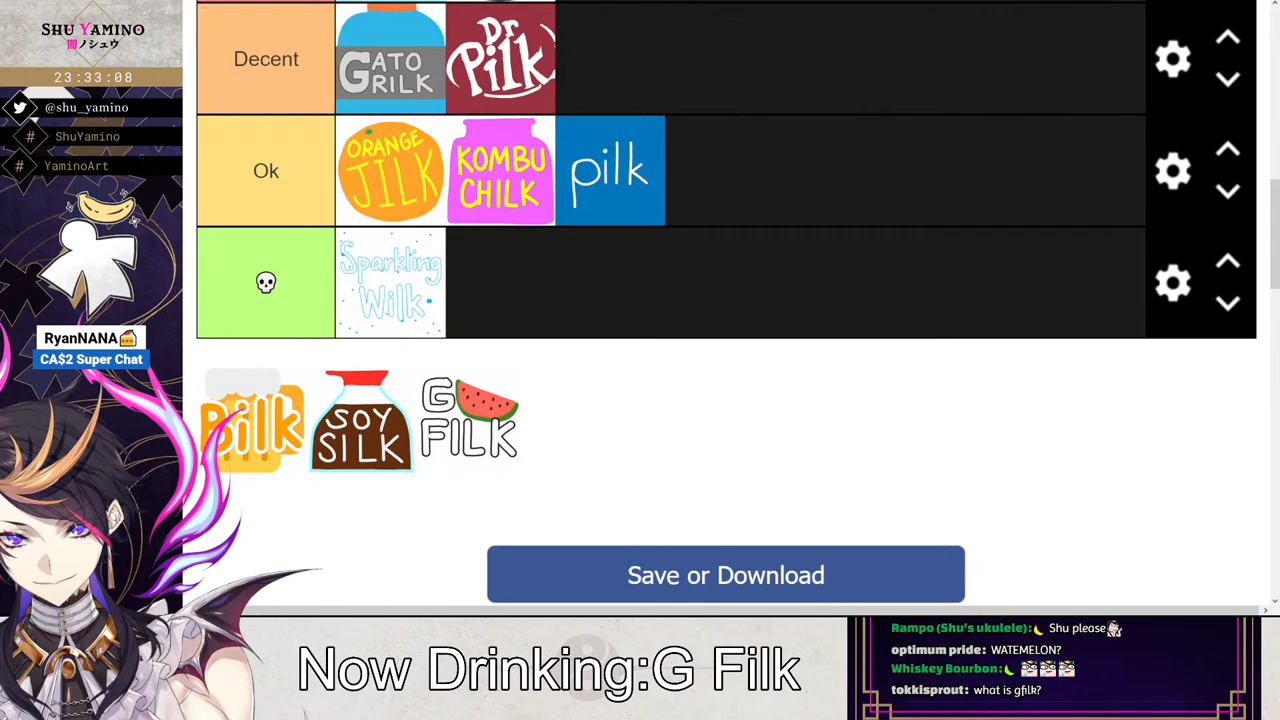 SHU YAMINO
闇ノシュウ
23:33:08
@shu_yamino
# ShuYamino
# YaminoArt
RyanNANA
CA$2 Super Chat
Decent
GATO
GRILK
Dr
Pilk
Ok
ORANGE
JILK
KOMBU
CHILK
pilk
Sparkling
Wilk
Bilk
SOY
SILK
G
FILK
Save or Download
Now Drinking:G Filk
Rampo (Shu's ukulele): Shu please
optimum pride: WATEMELON?
Whiskey Bourbon:
tokkisprout: what is gfilk?